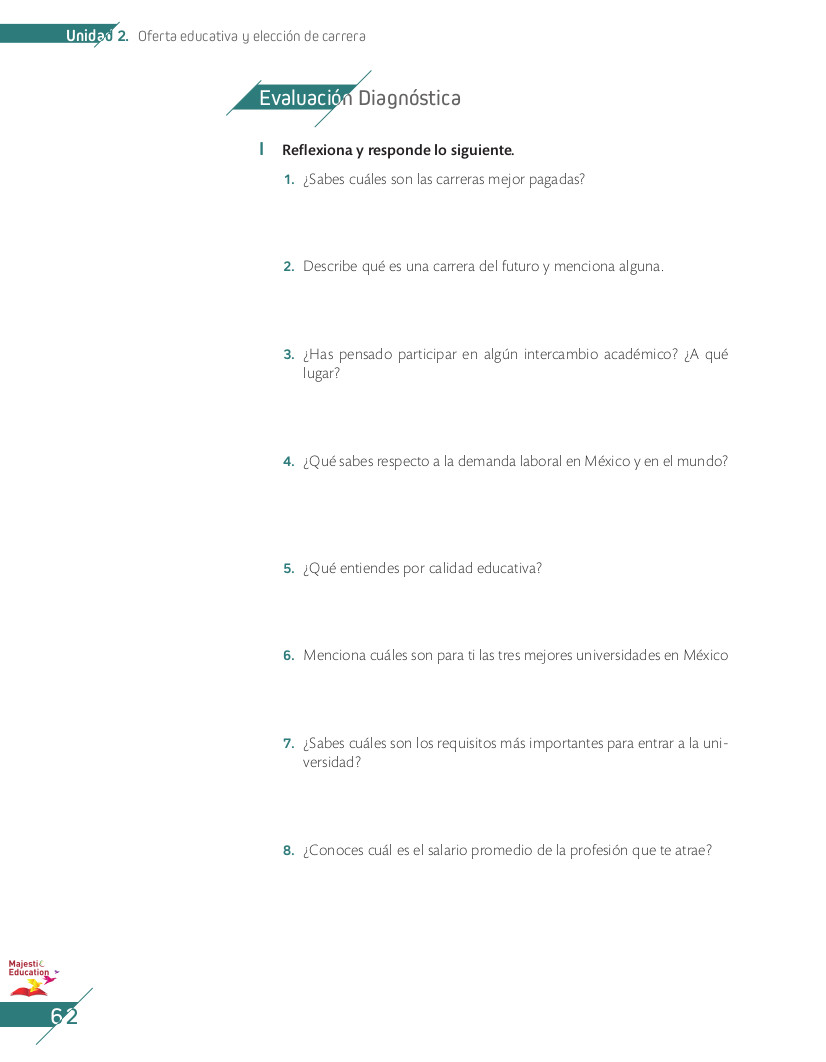 Unidad 2. Oferta educativa y elección de carrera
Evaluación Diagnóstica
I Reflexiona y responde lo siguiente.
1. ¿Sabes cuáles son las carreras mejor pagadas?
2. Describe qué es una carrera del futuro y menciona alguna.
3. ¿Has pensado participar en algún intercambio académico? ¿A qué
lugar?
4. ¿Qué sabes respecto a la demanda laboral en México y en el mundo?
5. ¿Qué entiendes por calidad educativa?
6. Menciona cuáles son para ti las tres mejores universidades en México
7. ¿Sabes cuáles son los requisitos más importantes para entrar a la uni-
versidad?
8. ¿Conoces cuál es el salario promedio de la profesión que te atrae?
Majestic
Education
62